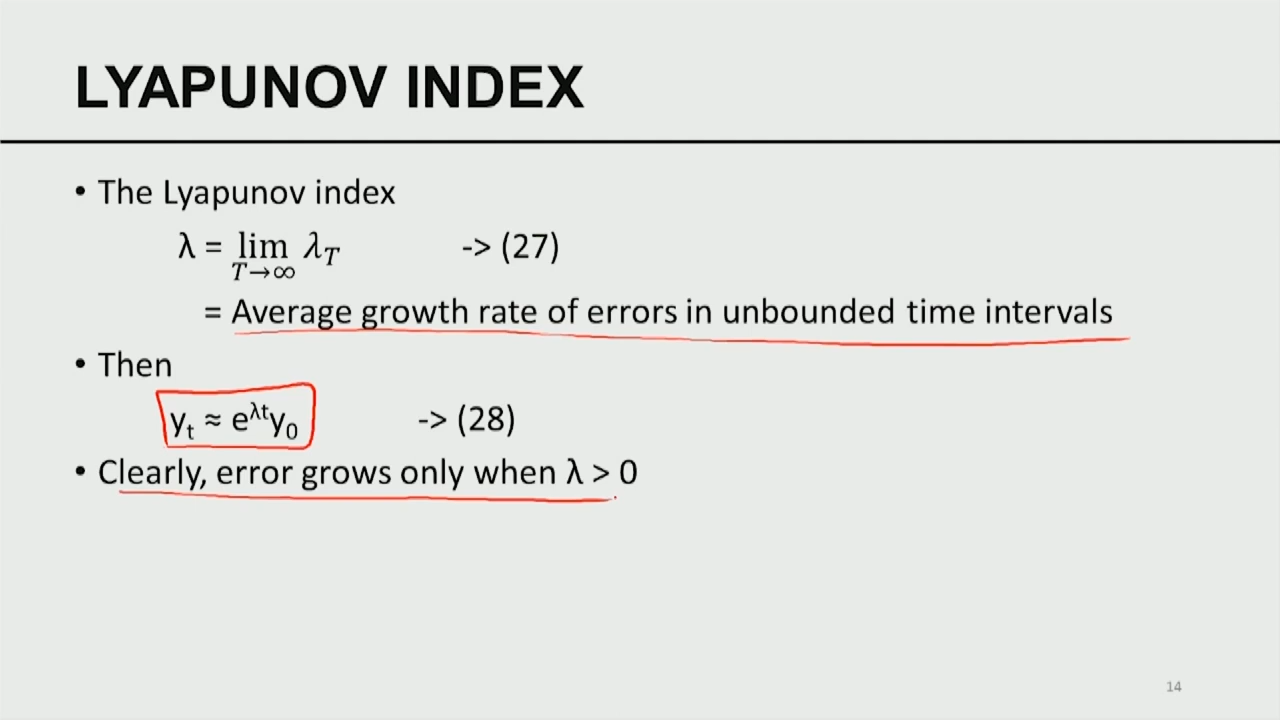 LYAPUNOV INDEX
• The Lyapunov index
λ = lim λ_T -> (27)
T→∞
= Average growth rate of errors in unbounded time intervals
• Then
y_t ≈ e^{λt}y_0 -> (28)
• Clearly, error grows only when λ > 0
14